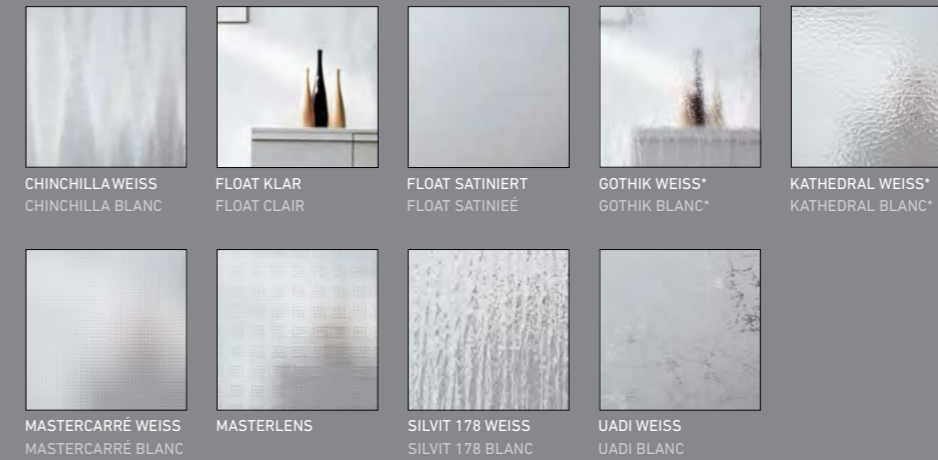 CHINCHILLA WEISS
CHINCHILLA BLANC
FLOAT KLAR
FLOAT CLAIR
FLOAT SATINIERT
FLOAT SATINIEÉ
GOTHIK WEISS*
GOTHIK BLANC*
KATHEDRAL WEISS*
KATHEDRAL BLANC*
MASTERCARRÉ WEISS
MASTERCARRÉ BLANC
MASTERLENS
SILVIT 178 WEISS
SILVIT 178 BLANC
UADI WEISS
UADI BLANC